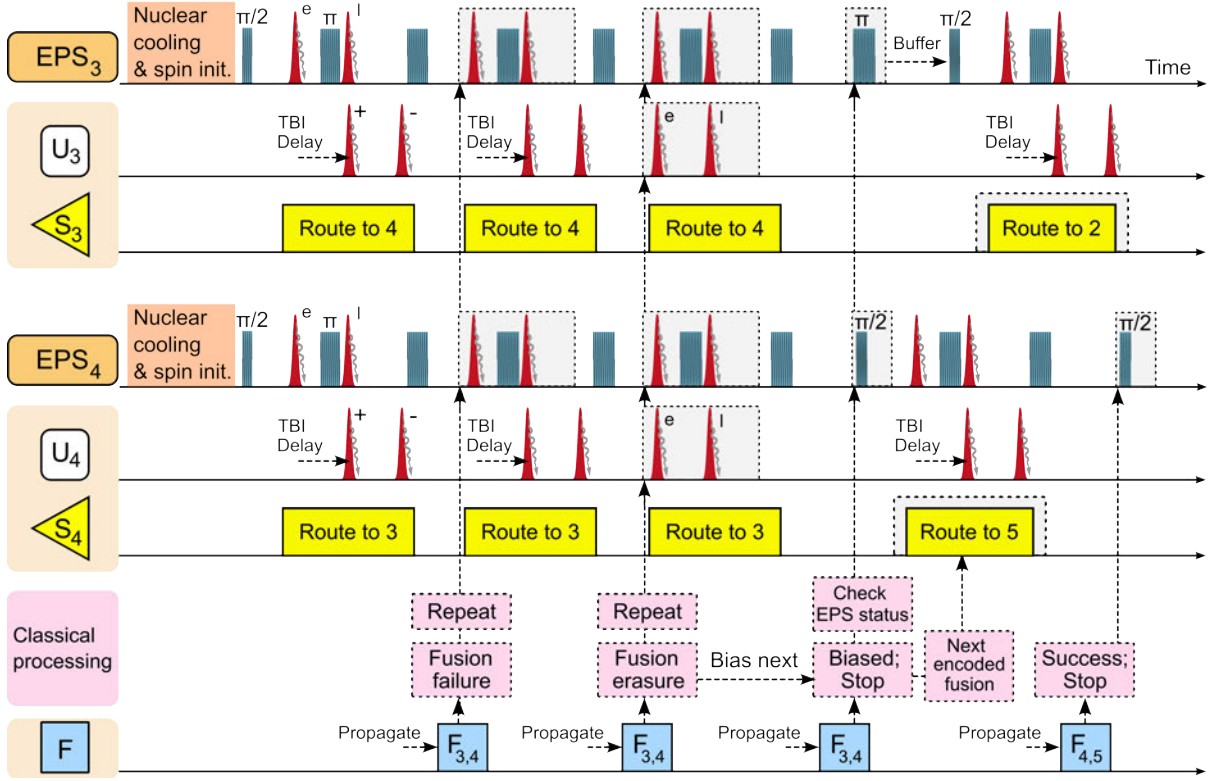 Nuclear
cooling
& spin init.
π/2
e
π
l
π
π/2
Buffer
Time
EPS3
TBI
Delay
+
-
TBI
Delay
e
l
TBI
Delay
U3
S3
Route to 4
Route to 4
Route to 4
Route to 2
Nuclear
cooling
& spin init.
π/2
e
π
l
π/2
π/2
EPS4
TBI
Delay
+
-
TBI
Delay
e
l
TBI
Delay
U4
S4
Route to 3
Route to 3
Route to 3
Route to 5
Classical
processing
Repeat
Fusion
failure
Repeat
Fusion
erasure
Bias next
Check
EPS status
Biased;
Stop
Next
encoded
fusion
Success;
Stop
F
Propagate
F3,4
Propagate
F3,4
Propagate
F3,4
Propagate
F4,5